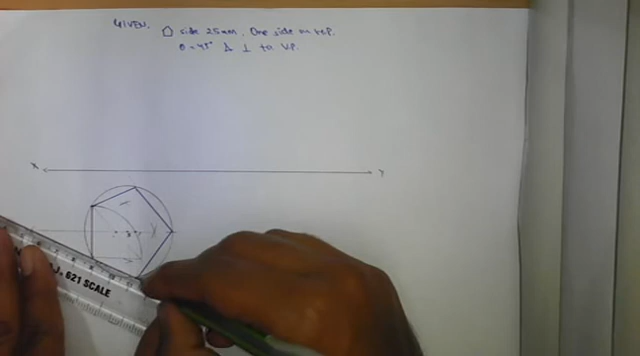 GIVEN, ⬠ side 25mm. One side on H.P.
θ = 45° & ⊥ to V.P.
X Y
J. 621 SCALE